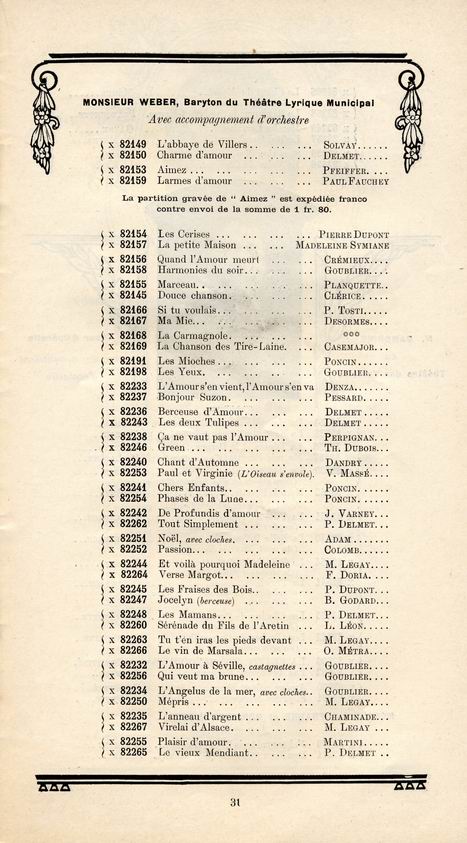 MONSIEUR WEBER, Baryton du Théâtre Lyrique Municipal
Avec accompagnement d'orchestre
x 82149 L'abbaye de Villers .. ... ... SOLVAY......
x 82150 Charme d'amour ... ... ... DELMET......
x 82153 Aimez ... ... ... ... ... PFEIFFER. ...
x 82159 Larmes d'amour ... ... ... PAUL FAUCHEY
La partition gravée de " Aimez " est expédiée franco
contre envoi de la somme de 1 fr. 80.
x 82154 Les Cerises ... ... ... ... PIERRE DUPONT
x 82157 La petite Maison ... ... MADELEINE SYMIANE
x 82156 Quand l'Amour meurt ... ... CRÉMIEUX....
x 82158 Harmonies du soir... ... ... GOUBLIER....
x 82155 Marceau.. ... ... ... ... PLANQUETTE..
x 82145 Douce chanson. ... ... ... CLÉRICE.....
x 82166 Si tu voulais... ... ... ... P. TOSTI.....
x 82167 Ma Mie... ... ... ... ... DESORMES....
x 82168 La Carmagnole. ... ... ... °°°
x 82169 La Chanson des Tire-Laine. ... CASEMAJOR...
x 82191 Les Mioches ... ... ... ... PONCIN......
x 82198 Les Yeux. ... ... ... ... GOUBLIER....
x 82233 L'Amour s'en vient, l'Amour s'en va DENZA.......
x 82237 Bonjour Suzon. ... ... ... PESSARD.....
x 82236 Berceuse d'Amour... ... ... DELMET ......
x 82243 Les deux Tulipes ... ... ... DELMET ......
x 82238 Ça ne vaut pas l'Amour ... ... PERPIGNAN...
x 82246 Green ... ... ... ... ... TH. DUBOIS...
x 82240 Chant d'Automne ... ... ... DANDRY .....
x 82253 Paul et Virginie (L'Oiseau s'envole). V. MASSÉ....
x 82241 Chers Enfants.. ... ... ... PONCIN......
x 82254 Phases de la Lune... ... ... PONCIN......
x 82242 De Profundis d'amour ... ... J. VARNEY...
x 82262 Tout Simplement ... ... ... P. DELMET...
x 82251 Noël, avec cloches. ... ... ... ADAM .......
x 82252 Passion... ... ... ... ... COLOMB......
x 82244 Et voilà pourquoi Madeleine ... M. LEGAY....
x 82264 Verse Margot... ... ... ... F. DORIA. ...
x 82245 Les Fraises des Bois.. ... ... P. DUPONT...
x 82247 Jocelyn (berceuse) ... ... ... B. GODARD...
x 82248 Les Mamans... ... ... ... P. DELMET...
x 82260 Sérénade du Fils de l'Aretin ... L. LÉON. ...
x 82263 Tu t'en iras les pieds devant ... M. LEGAY....
x 82266 Le vin de Marsala... ... ... O. MÉTRA....
x 82232 L'Amour à Séville, castagnettes ... GOUBLIER....
x 82256 Qui veut ma brune... ... ... GOUBLIER....
x 82234 L'Angelus de la mer, avec cloches.. GOUBLIER....
x 82250 Mépris ... ... ... ... ... M. LEGAY....
x 82235 L'anneau d'argent ... ... ... CHAMINADE...
x 82267 Virelai d'Alsace. ... ... ... M. LEGAY ...
x 82255 Plaisir d'amour. ... ... ... MARTINI.....
x 82265 Le vieux Mendiant.. ... ... P. DELMET ..
31